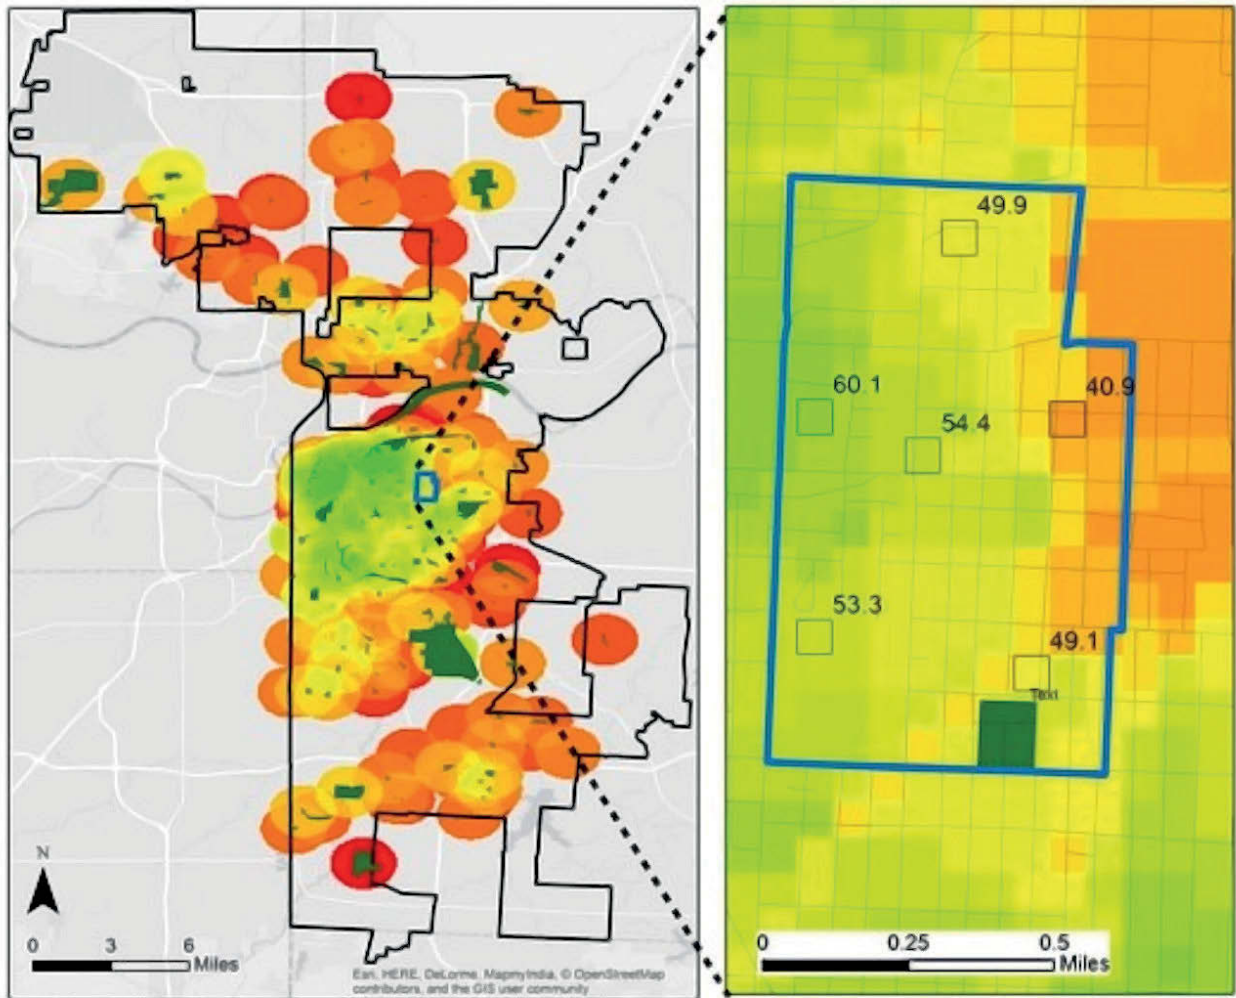 49.9
60.1
40.9
54.4
53.3
49.1
N
0 3 6
Miles
Esri, HERE, DeLorme, MapmyIndia, © OpenStreetMap
contributors, and the GIS user community
0 0.25 0.5
Miles